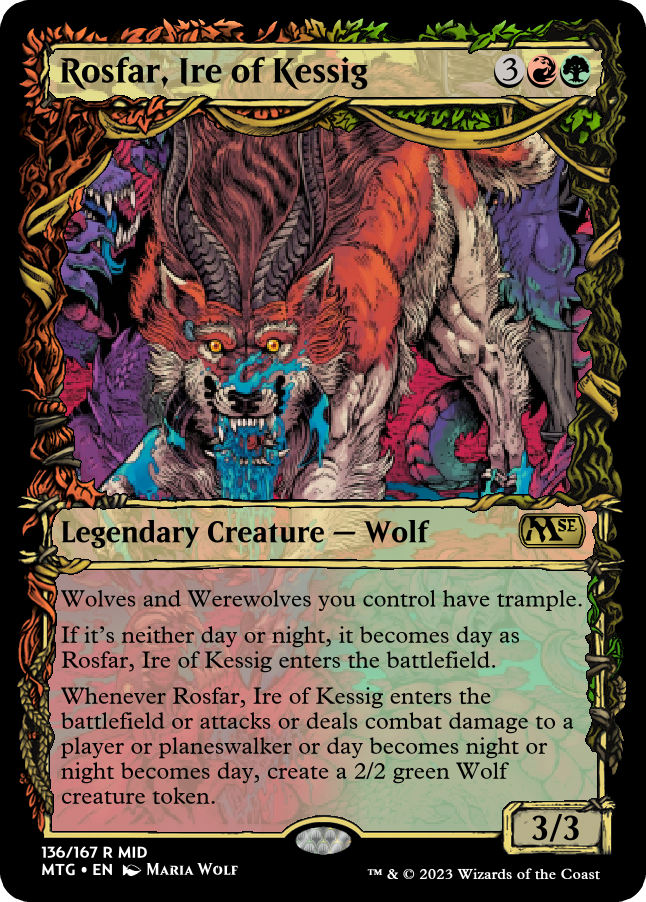 Rosfar, Ire of Kessig 3
Legendary Creature — Wolf M SE
Wolves and Werewolves you control have trample.
If it's neither day or night, it becomes day as
Rosfar, Ire of Kessig enters the battlefield.
Whenever Rosfar, Ire of Kessig enters the
battlefield or attacks or deals combat damage to a
player or planeswalker or day becomes night or
night becomes day, create a 2/2 green Wolf
creature token.
3/3
136/167 R MID
MTG • EN Maria Wolf
™ & © 2023 Wizards of the Coast